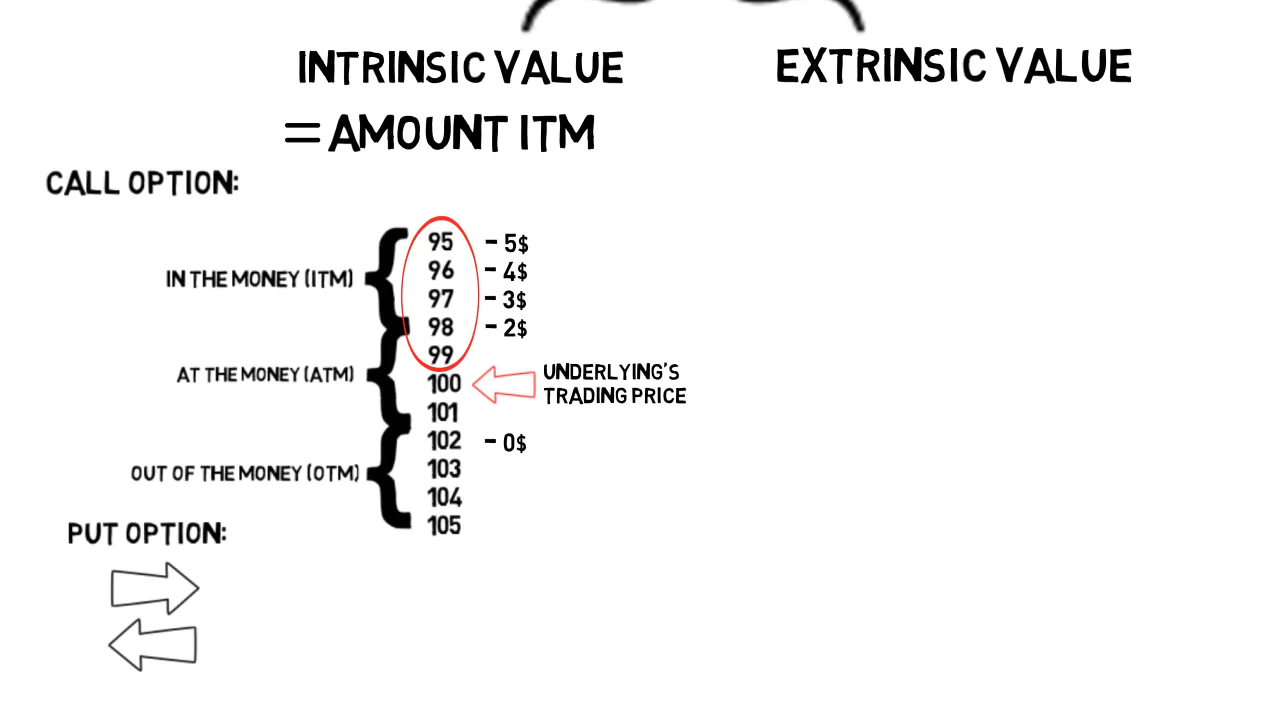 INTRINSIC VALUE
EXTRINSIC VALUE
= AMOUNT ITM
CALL OPTION:
95 - 5$
IN THE MONEY (ITM)
96 - 4$
97 - 3$
98 - 2$
99
AT THE MONEY (ATM)
100
UNDERLYING'S
TRADING PRICE
101
102 - 0$
OUT OF THE MONEY (OTM)
103
104
105
PUT OPTION: